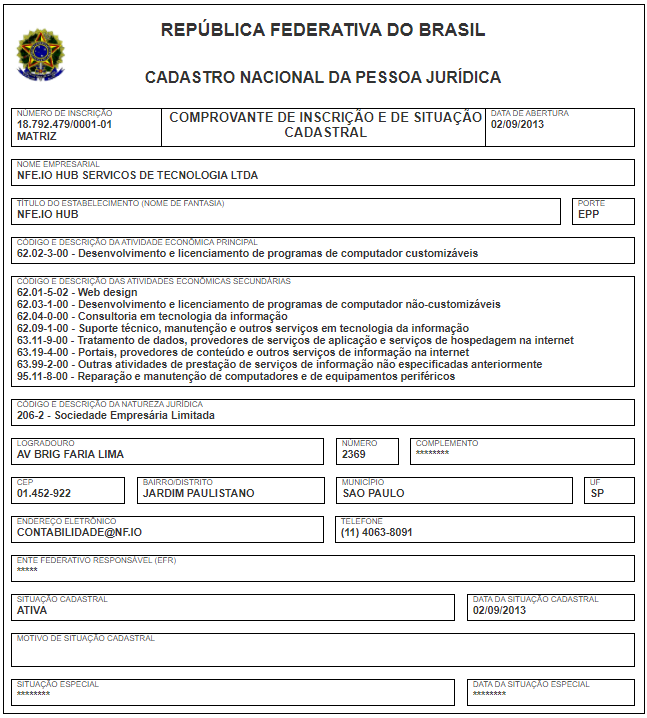 REPÚBLICA FEDERATIVA DO BRASIL
CADASTRO NACIONAL DA PESSOA JURÍDICA
NÚMERO DE INSCRIÇÃO
18.792.479/0001-01
MATRIZ
COMPROVANTE DE INSCRIÇÃO E DE SITUAÇÃO
CADASTRAL
DATA DE ABERTURA
02/09/2013
NOME EMPRESARIAL
NFE.IO HUB SERVICOS DE TECNOLOGIA LTDA
TÍTULO DO ESTABELECIMENTO (NOME DE FANTASIA)
NFE.IO HUB
PORTE
EPP
CÓDIGO E DESCRIÇÃO DA ATIVIDADE ECONÔMICA PRINCIPAL
62.02-3-00 - Desenvolvimento e licenciamento de programas de computador customizáveis
CÓDIGO E DESCRIÇÃO DAS ATIVIDADES ECONÔMICAS SECUNDÁRIAS
62.01-5-02 - Web design
62.03-1-00 - Desenvolvimento e licenciamento de programas de computador não-customizáveis
62.04-0-00 - Consultoria em tecnologia da informação
62.09-1-00 - Suporte técnico, manutenção e outros serviços em tecnologia da informação
63.11-9-00 - Tratamento de dados, provedores de serviços de aplicação e serviços de hospedagem na internet
63.19-4-00 - Portais, provedores de conteúdo e outros serviços de informação na internet
63.99-2-00 - Outras atividades de prestação de serviços de informação não especificadas anteriormente
95.11-8-00 - Reparação e manutenção de computadores e de equipamentos periféricos
CÓDIGO E DESCRIÇÃO DA NATUREZA JURÍDICA
206-2 - Sociedade Empresária Limitada
LOGRADOURO
AV BRIG FARIA LIMA
NÚMERO
2369
COMPLEMENTO
********
CEP
01.452-922
BAIRRO/DISTRITO
JARDIM PAULISTANO
MUNICÍPIO
SAO PAULO
UF
SP
ENDEREÇO ELETRÔNICO
CONTABILIDADE@NF.IO
TELEFONE
(11) 4063-8091
ENTE FEDERATIVO RESPONSÁVEL (EFR)
*****
SITUAÇÃO CADASTRAL
ATIVA
DATA DA SITUAÇÃO CADASTRAL
02/09/2013
MOTIVO DE SITUAÇÃO CADASTRAL
SITUAÇÃO ESPECIAL
********
DATA DA SITUAÇÃO ESPECIAL
********